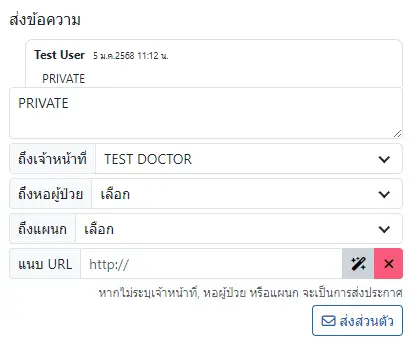 ส่งข้อความ
Test User 5 ม.ค.2568 11:12 น.
PRIVATE
PRIVATE
ถึงเจ้าหน้าที่ TEST DOCTOR
ถึงหอผู้ป่วย เลือก
ถึงแผนก เลือก
แนบ URL http://
หากไม่ระบุเจ้าหน้าที่, หอผู้ป่วย หรือแผนก จะเป็นการส่งประกาศ
ส่งส่วนตัว